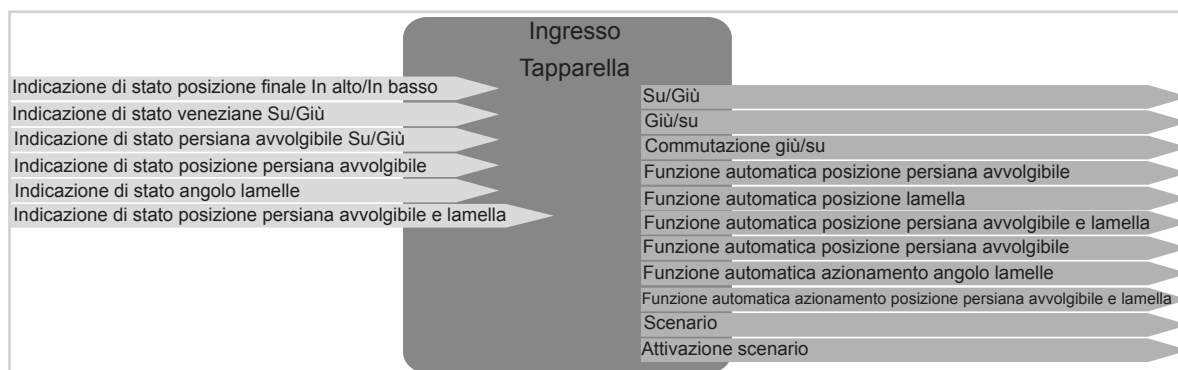 Ingresso
Tapparella
Indicazione di stato posizione finale In alto/In basso
Indicazione di stato veneziane Su/Giù
Indicazione di stato persiana avvolgibile Su/Giù
Indicazione di stato posizione persiana avvolgibile
Indicazione di stato angolo lamelle
Indicazione di stato posizione persiana avvolgibile e lamella
Su/Giù
Giù/su
Commutazione giù/su
Funzione automatica posizione persiana avvolgibile
Funzione automatica posizione lamella
Funzione automatica posizione persiana avvolgibile e lamella
Funzione automatica posizione persiana avvolgibile
Funzione automatica azionamento angolo lamelle
Funzione automatica azionamento posizione persiana avvolgibile e lamella
Scenario
Attivazione scenario